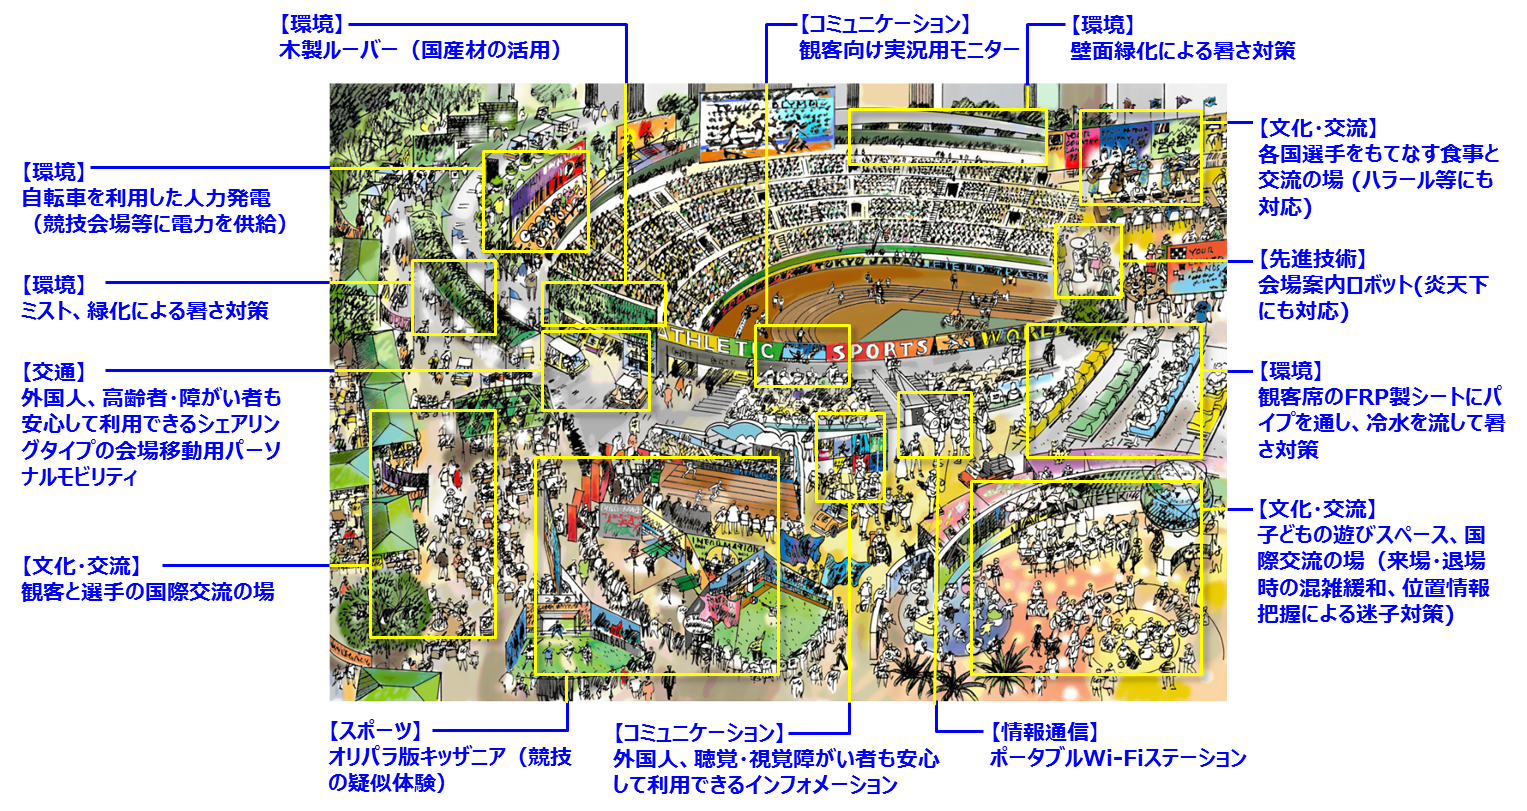 【環境】
木製ルーバー（国産材の活用）
【コミュニケーション】
観客向け実況用モニター
【環境】
壁面緑化による暑さ対策
【環境】
自転車を利用した人力発電
（競技会場等に電力を供給）
【環境】
ミスト、緑化による暑さ対策
【交通】
外国人、高齢者・障がい者も
安心して利用できるシェアリン
グタイプの会場移動用パーソ
ナルモビリティ
【文化・交流】
観客と選手の国際交流の場
【文化・交流】
各国選手をもてなす食事と
交流の場 (ハラール等にも
対応)
【先進技術】
会場案内ロボット(炎天下
にも対応)
【環境】
観客席のFRP製シートにパ
イプを通し、冷水を流して暑
さ対策
【文化・交流】
子どもの遊びスペース、国
際交流の場（来場・退場
時の混雑緩和、位置情報
把握による迷子対策)
TOKYO JAPAN FIELD
ATHLETIC SPORTS WORLD
INFORMATION
WEEK
YOUR
【スポーツ】
オリパラ版キッザニア（競技
の疑似体験）
【コミュニケーション】
外国人、聴覚・視覚障がい者も安心
して利用できるインフォメーション
【情報通信】
ポータブルWi-Fiステーション